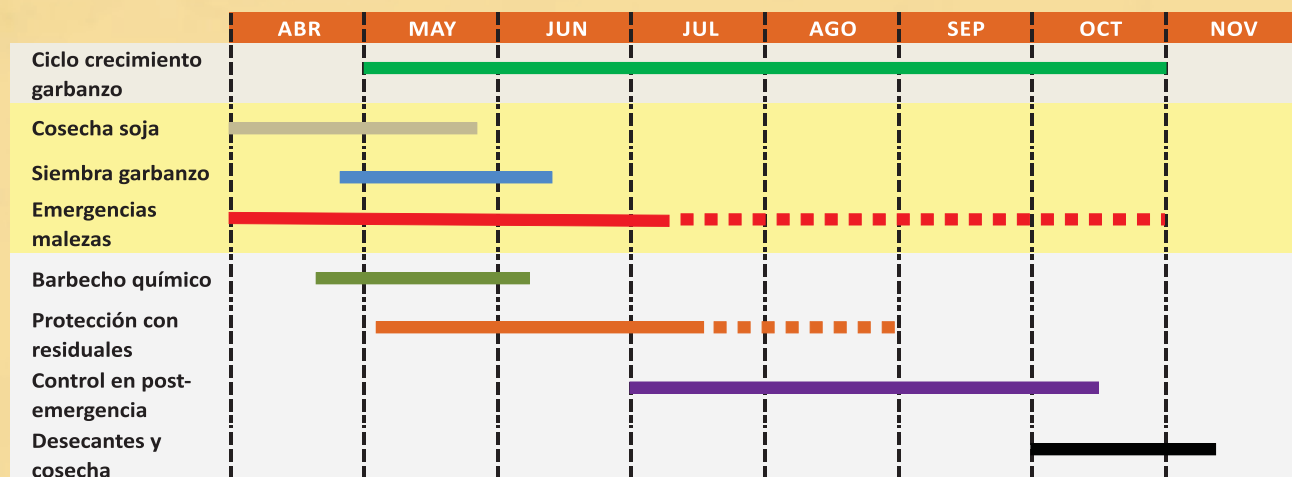 ABR MAY JUN JUL AGO SEP OCT NOV
Ciclo crecimiento
garbanzo
Cosecha soja
Siembra garbanzo
Emergencias
malezas
Barbecho químico
Protección con
residuales
Control en post-
emergencia
Desecantes y
cosecha